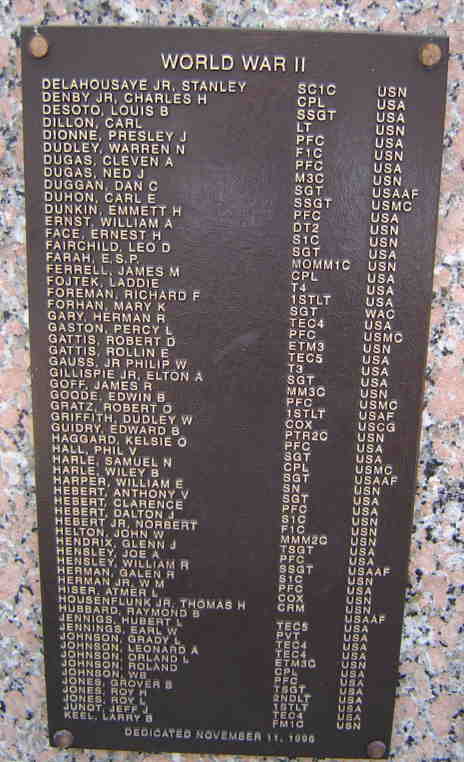 WORLD WAR II
DELAHOUSAYE JR, STANLEY SC1C USN
DENBY JR, CHARLES H CPL USA
DESOTO, LOUIS B SSGT USA
DILLON, CARL LT USN
DIONNE, PRESLEY J PFC USA
DUDLEY, WARREN N F1C USN
DUGAS, CLEVEN A PFC USA
DUGAS, NED J M3C USN
DUGGAN, DAN C SGT USAAF
DUHON, CARL E SSGT USMC
DUNKIN, EMMETT H PFC USA
ERNST, WILLIAM A DT2 USN
FACE, ERNEST H S1C USN
FAIRCHILD, LEO D SGT USA
FARAH, E.S.P. MOMM1C USN
FERRELL, JAMES M CPL USA
FOJTEK, LADDIE T4 USA
FOREMAN, RICHARD F 1STLT USA
FORHAN, MARY K SGT WAC
GARY, HERMAN R TEC4 USA
GASTON, PERCY L PFC USMC
GATTIS, ROBERT D ETM3 USN
GATTIS, ROLLIN E TEC5 USA
GAUSS, JR PHILIP W T3 USA
GILLISPIE JR, ELTON A SGT USA
GOFF, JAMES R MM3C USN
GOODE, EDWIN B PFC USMC
GRATZ, ROBERT O 1STLT USAF
GRIFFITH, DUDLEY W COX USCG
GUIDRY, EDWARD B PTR2C USN
HAGGARD, KELSIE O PFC USA
HALL, PHIL V SGT USA
HARLE, SAMUEL N CPL USMC
HARLE, WILEY B SGT USAAF
HARPER, WILLIAM E SN USN
HEBERT, ANTHONY V SGT USA
HEBERT, CLARENCE PFC USA
HEBERT, DALTON J S1C USN
HEBERT JR, NORBERT F1C USN
HELTON, JOHN W MMM2C USN
HENDRIX, GLENN J TSGT USA
HENSLEY, JOE A PFC USA
HENSLEY, WILLIAM R SSGT USAAF
HERMAN, GALEN R S1C USN
HERMAN JR, W M PFC USA
HISER, ATMER L COX USN
HOUSENFLUNK JR, THOMAS H CRM USN
HUBBARD, RAYMOND B USAAF
JENNIGS, HUBERT L TEC5 USA
JENNINGS, EARL W PVT USA
JOHNSON, GRADY L TEC4 USA
JOHNSON, LEONARD A TEC4 USA
JOHNSON, ORLAND L ETM3C USN
JOHNSON, ROLAND CPL USA
JOHNSON, WB PFC USA
JONES, GROVER B TSGT USA
JONES, ROY H 2NDLT USA
JONES, ROY L 1STLT USA
JUNOT, JEFF J TEC4 USA
KEEL, LARRY B FM1C USN
DEDICATED NOVEMBER 11, 1996